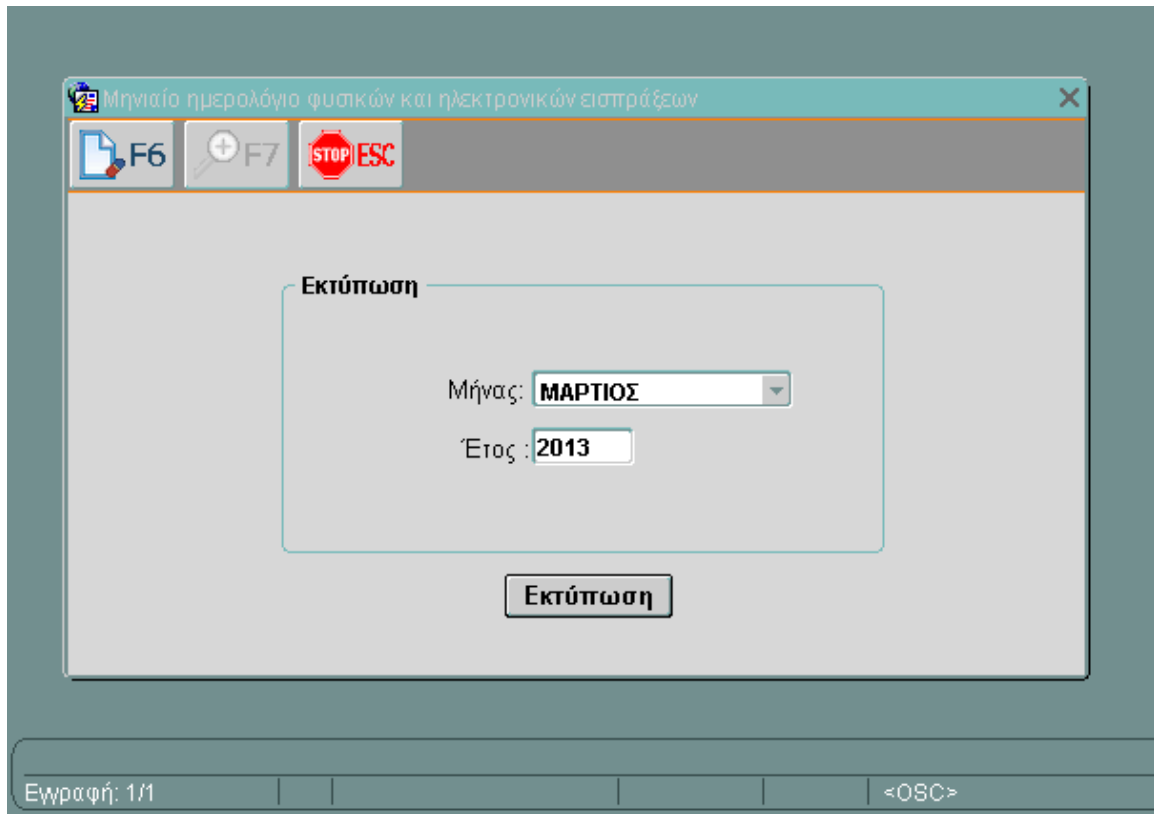 Μηνιαίο ημερολόγιο φυσικών και ηλεκτρονικών εισπράξεων
F6 F7 STOP ESC
Εκτύπωση
Μήνας: ΜΑΡΤΙΟΣ
Έτος : 2013
Εκτύπωση
Εγγραφή: 1/1 <OSC>